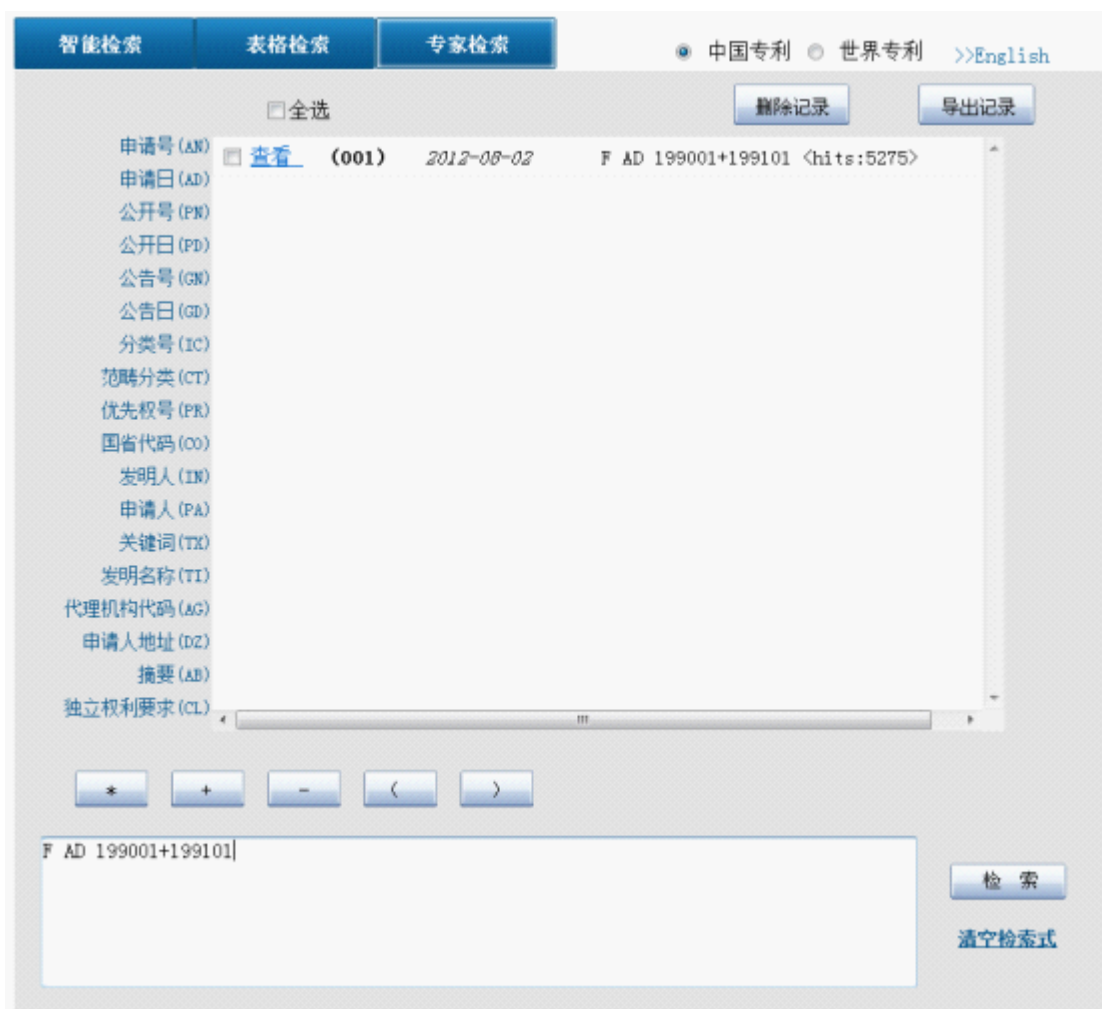 智能检索 表格检索 专家检索 中国专利 世界专利 >>English
全选 删除记录 导出记录
申请号(AN) 查看 (001) 2012-08-02 F AD 199001+199101 <hits:5275>
申请日(AD)
公开号(PN)
公开日(PD)
公告号(GN)
公告日(GD)
分类号(IC)
范畴分类(CT)
优先权号(PR)
国省代码(CO)
发明人(IN)
申请人(PA)
关键词(TX)
发明名称(TI)
代理机构代码(AG)
申请人地址(DZ)
摘要(AB)
独立权利要求(CL)
* + - ( )
F AD 199001+199101
检 索
清空检索式